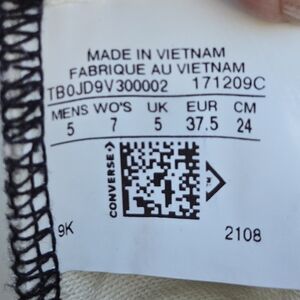 MADE IN VIETNAM
FABRIQUE AU VIETNAM
TB0JD9V300002 171209C
MENS WO'S UK EUR CM
5 7 5 37.5 24
CONVERSE
9K 2108